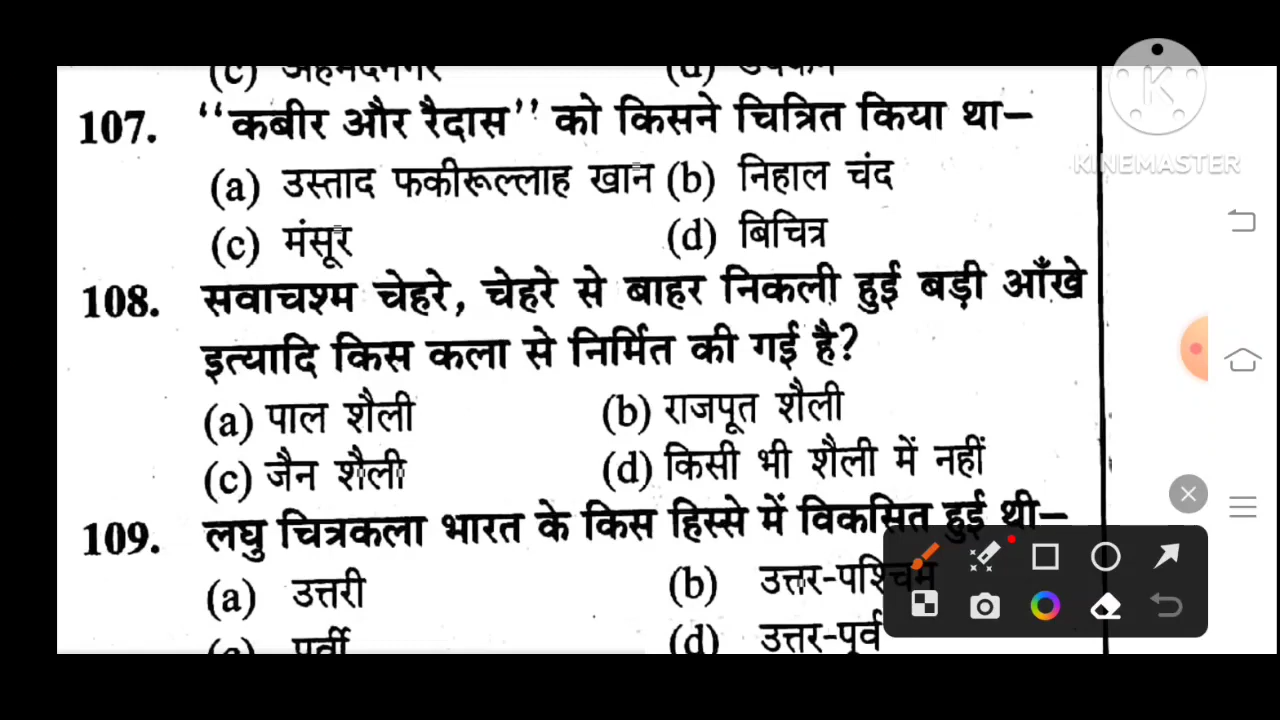 (c) अहमदनगर (d)
107. “कबीर और रैदास” को किसने चित्रित किया था–
(a) उस्ताद फकीरूल्लाह खान (b) निहाल चंद
(c) मंसूर (d) बिचित्र
108. सवाचश्म चेहरे, चेहरे से बाहर निकली हुई बड़ी आँखे
इत्यादि किस कला से निर्मित की गई है?
(a) पाल शैली (b) राजपूत शैली
(c) जैन शैली (d) किसी भी शैली में नहीं
109. लघु चित्रकला भारत के किस हिस्से में विकसित हुई थी–
(a) उत्तरी (b) उत्तर-पश्चिम
(c) पूर्वी (d) उत्तर-पूर्व
K
KINEMASTER